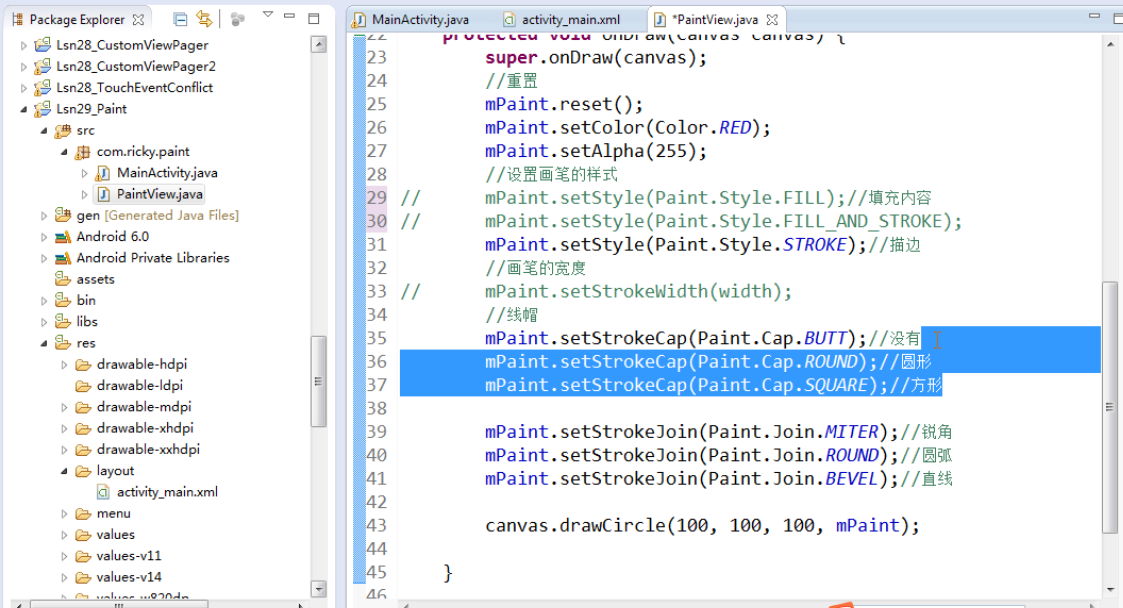 Package Explorer
Lsn28_CustomViewPager
Lsn28_CustomViewPager2
Lsn28_TouchEventConflict
Lsn29_Paint
src
com.ricky.paint
MainActivity.java
PaintView.java
gen [Generated Java Files]
Android 6.0
Android Private Libraries
assets
bin
libs
res
drawable-hdpi
drawable-ldpi
drawable-mdpi
drawable-xhdpi
drawable-xxhdpi
layout
activity_main.xml
menu
values
values-v11
values-v14
values-w820dp
MainActivity.java
activity_main.xml
*PaintView.java
22 protected void onDraw(Canvas canvas) {
23 super.onDraw(canvas);
24 //重置
25 mPaint.reset();
26 mPaint.setColor(Color.RED);
27 mPaint.setAlpha(255);
28 //设置画笔的样式
29 // mPaint.setStyle(Paint.Style.FILL);//填充内容
30 // mPaint.setStyle(Paint.Style.FILL_AND_STROKE);
31 mPaint.setStyle(Paint.Style.STROKE);//描边
32 //画笔的宽度
33 // mPaint.setStrokeWidth(width);
34 //线帽
35 mPaint.setStrokeCap(Paint.Cap.BUTT);//没有
36 mPaint.setStrokeCap(Paint.Cap.ROUND);//圆形
37 mPaint.setStrokeCap(Paint.Cap.SQUARE);//方形
38
39 mPaint.setStrokeJoin(Paint.Join.MITER);//锐角
40 mPaint.setStrokeJoin(Paint.Join.ROUND);//圆弧
41 mPaint.setStrokeJoin(Paint.Join.BEVEL);//直线
42
43 canvas.drawCircle(100, 100, 100, mPaint);
44
45 }
46